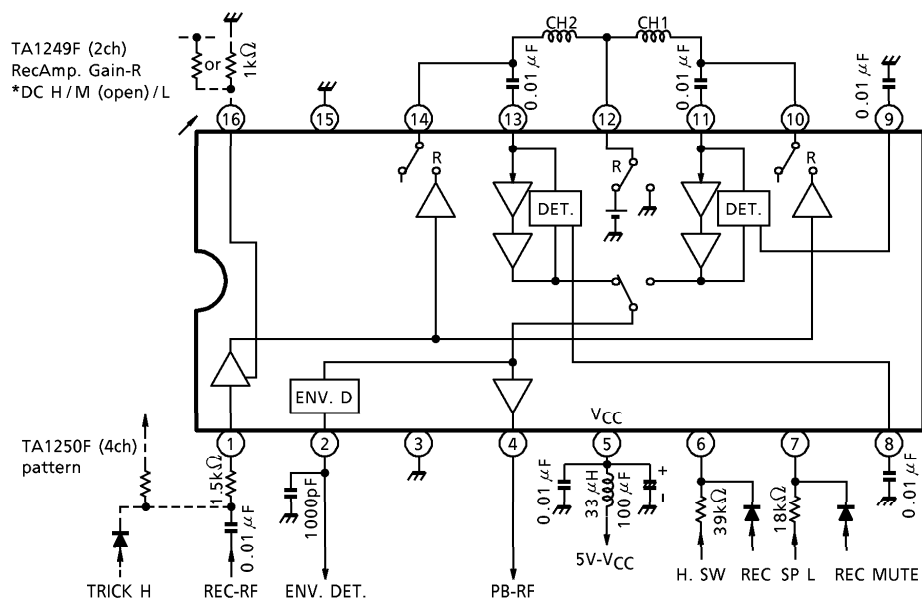 CH2
CH1
TA1249F (2ch)
RecAmp. Gain-R
*DC H/M (open)/L
or
1kΩ
0.01 μF
0.01 μF
0.01 μF
16
15
14
13
12
11
10
9
R
R
R
DET.
DET.
ENV. D
VCC
1
2
3
4
5
6
7
8
TA1250F (4ch)
pattern
1.5kΩ
0.01 μF
1000pF
0.01 μF
33 μH
100 μF
+
-
39kΩ
18kΩ
0.01 μF
5V-VCC
TRICK H
REC-RF
ENV. DET.
PB-RF
H. SW
REC
SP L
REC MUTE